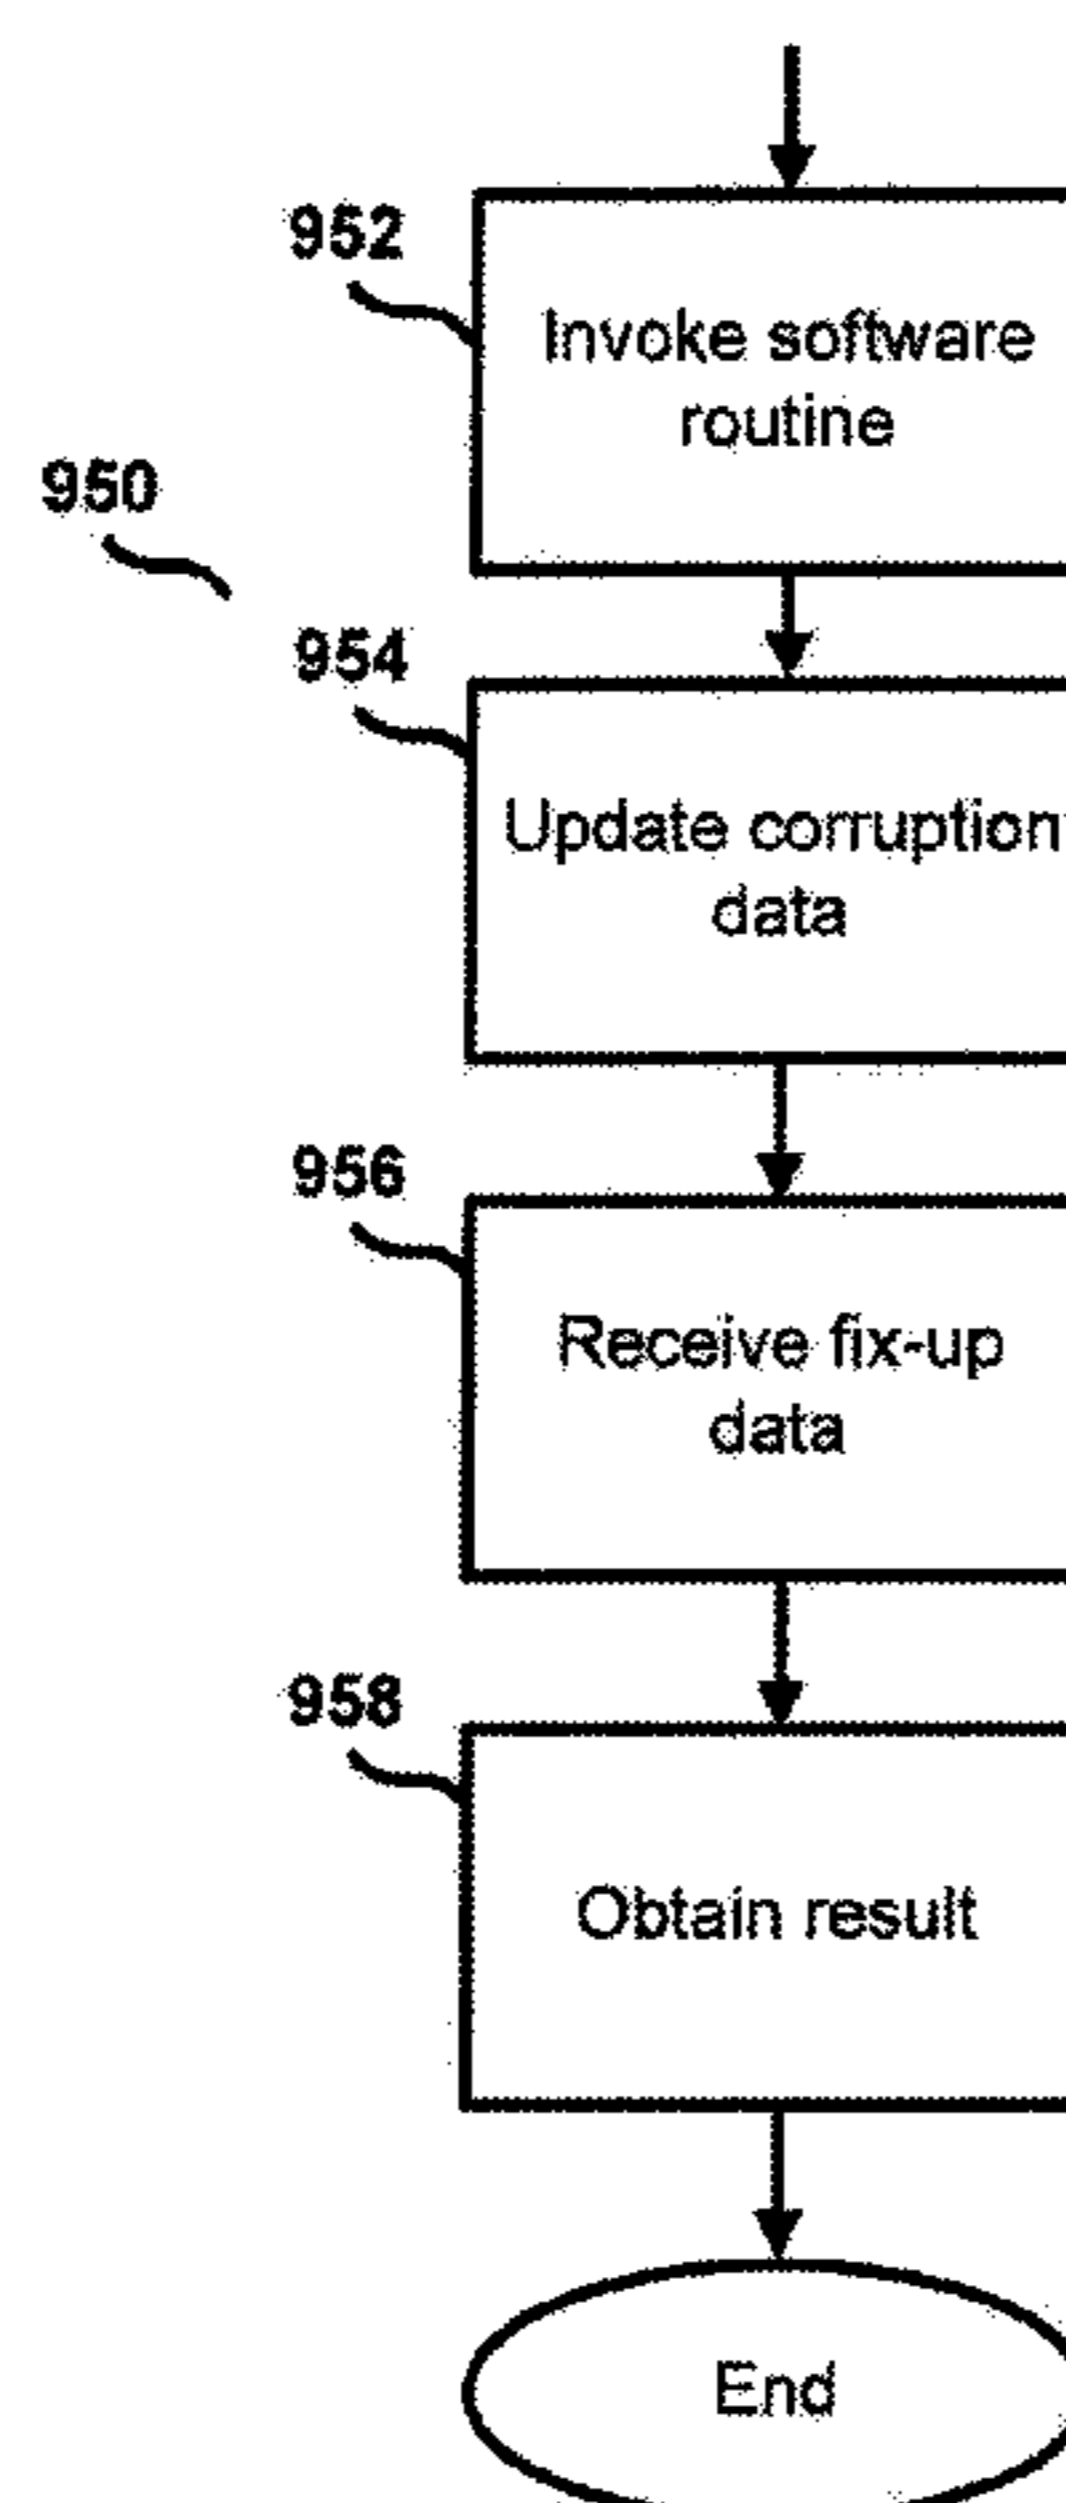 952
Invoke software
routine
950
954
Update corruption
data
956
Receive fix-up
data
958
Obtain result
End